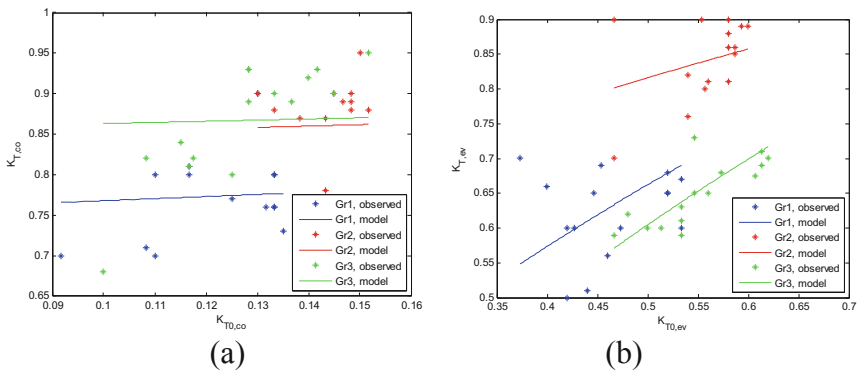 1
0.95
0.9
0.85
0.8
0.75
0.7
0.65
0.09 0.1 0.11 0.12 0.13 0.14 0.15 0.16
K_T,co
K_T0,co
Gr1, observed
Gr1, model
Gr2, observed
Gr2, model
Gr3, observed
Gr3, model
(a)
0.9
0.85
0.8
0.75
0.7
0.65
0.6
0.55
0.5
0.35 0.4 0.45 0.5 0.55 0.6 0.65 0.7
K_T,ev
K_T0,ev
Gr1, observed
Gr1, model
Gr2, observed
Gr2, model
Gr3, observed
Gr3, model
(b)